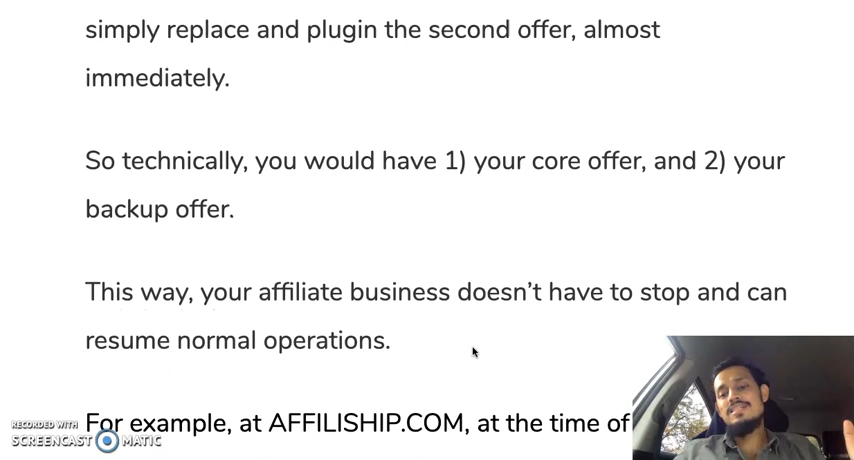 simply replace and plugin the second offer, almost
immediately.
So technically, you would have 1) your core offer, and 2) your
backup offer.
This way, your affiliate business doesn’t have to stop and can
resume normal operations.
For example, at AFFILISHIP.COM, at the time of
RECORDED WITH
SCREENCAST MATIC